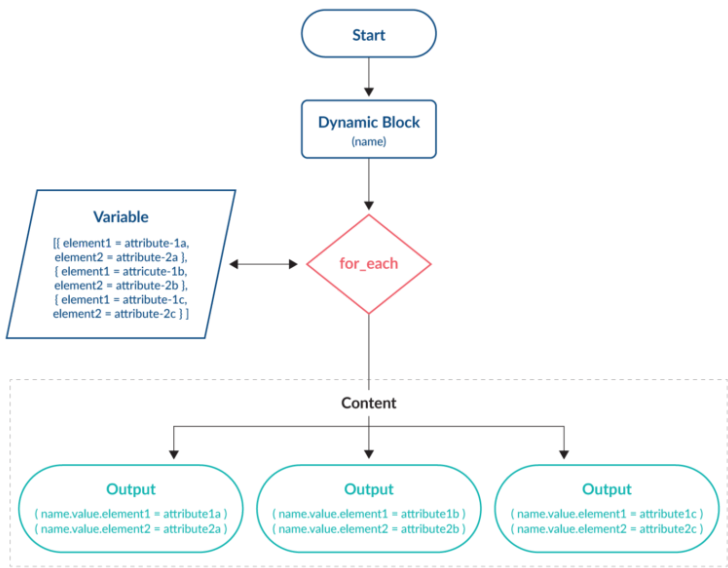 Start
Dynamic Block
(name)
Variable
[[ element1 = attribute-1a,
element2 = attribute-2a ],
{ element1 = attricute-1b,
element2 = attribute-2b },
{ element1 = attribute-1c,
element2 = attribute-2c } ]
for_each
Content
Output
( name.value.element1 = attribute1a )
( name.value.element2 = attribute2a )
Output
( name.value.element1 = attribute1b )
( name.value.element2 = attribute2b )
Output
( name.value.element1 = attribute1c )
( name.value.element2 = attribute2c )